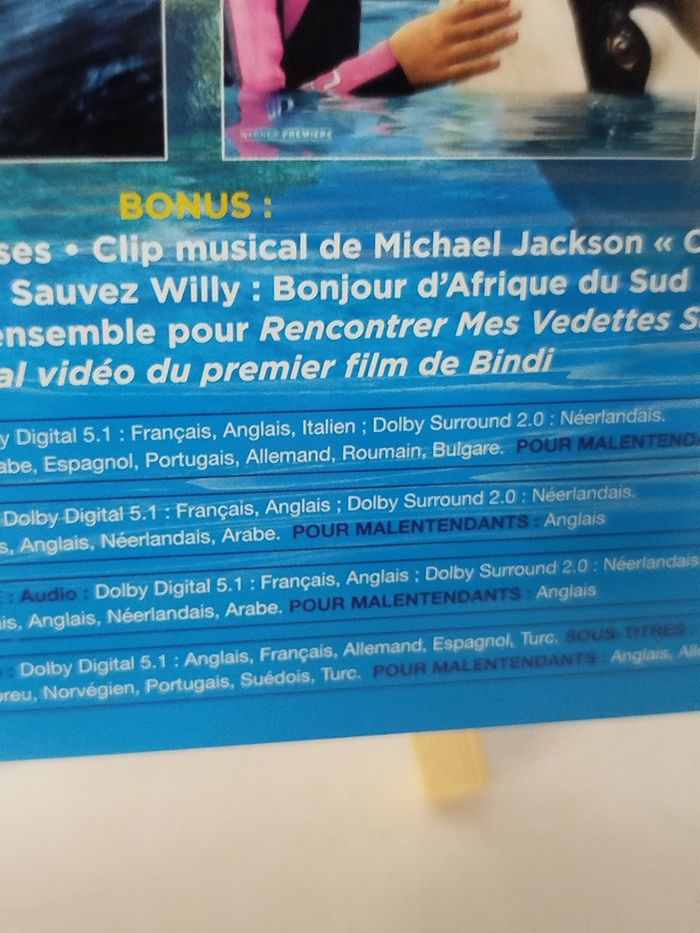 WARNER PREMIERE
BONUS :
ses • Clip musical de Michael Jackson « C
Sauvez Willy : Bonjour d'Afrique du Sud
ensemble pour Rencontrer Mes Vedettes S
al vidéo du premier film de Bindi
y Digital 5.1 : Français, Anglais, Italien ; Dolby Surround 2.0 : Néerlandais.
abe, Espagnol, Portugais, Allemand, Roumain, Bulgare. POUR MALENTEND
Dolby Digital 5.1 : Français, Anglais ; Dolby Surround 2.0 : Néerlandais.
s, Anglais, Néerlandais, Arabe. POUR MALENTENDANTS : Anglais
: Audio : Dolby Digital 5.1 : Français, Anglais ; Dolby Surround 2.0 : Néerlandais
is, Anglais, Néerlandais, Arabe. POUR MALENTENDANTS : Anglais
: Dolby Digital 5.1 : Anglais, Français, Allemand, Espagnol, Turc. SOUS-TITRES :
breu, Norvégien, Portugais, Suédois, Turc. POUR MALENTENDANTS : Anglais, Alle